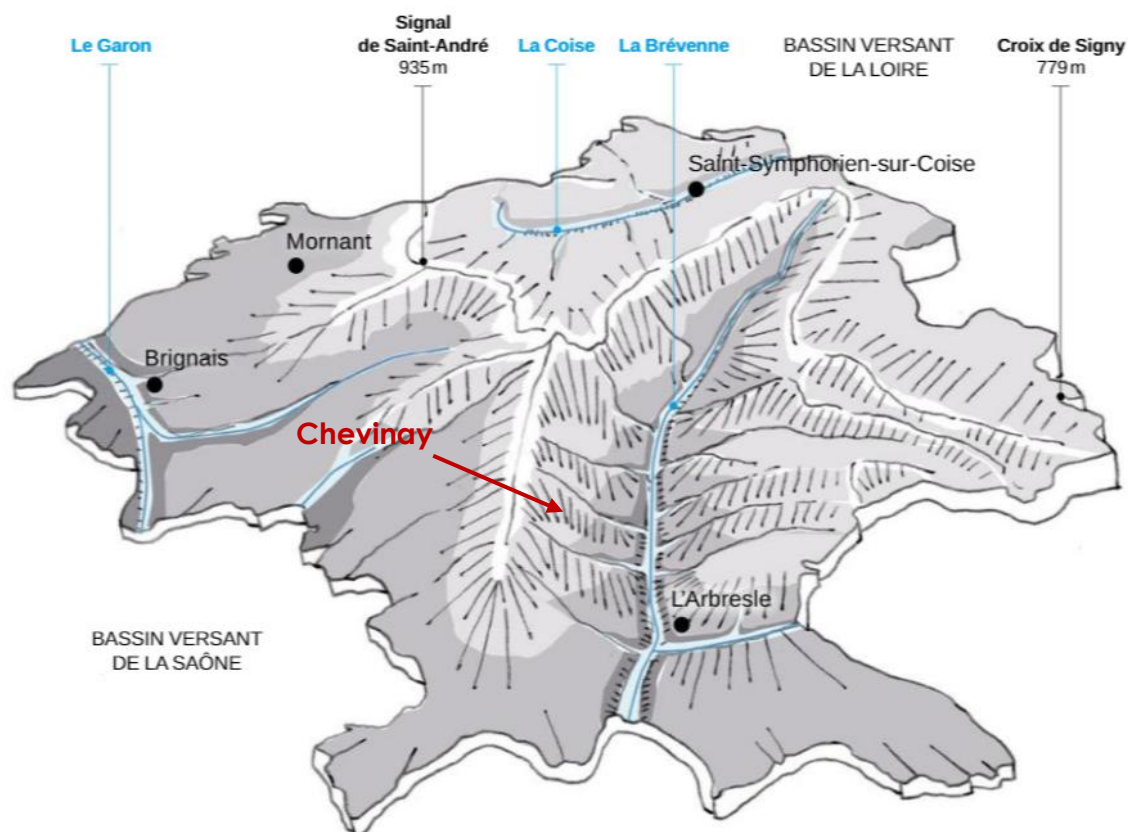 Le Garon
Signal
de Saint-André
935 m
La Coise
La Brévenne
BASSIN VERSANT
DE LA LOIRE
Croix de Signy
779 m
Saint-Symphorien-sur-Coise
Mornant
Brignais
Chevinay
L'Arbresle
BASSIN VERSANT
DE LA SAÔNE